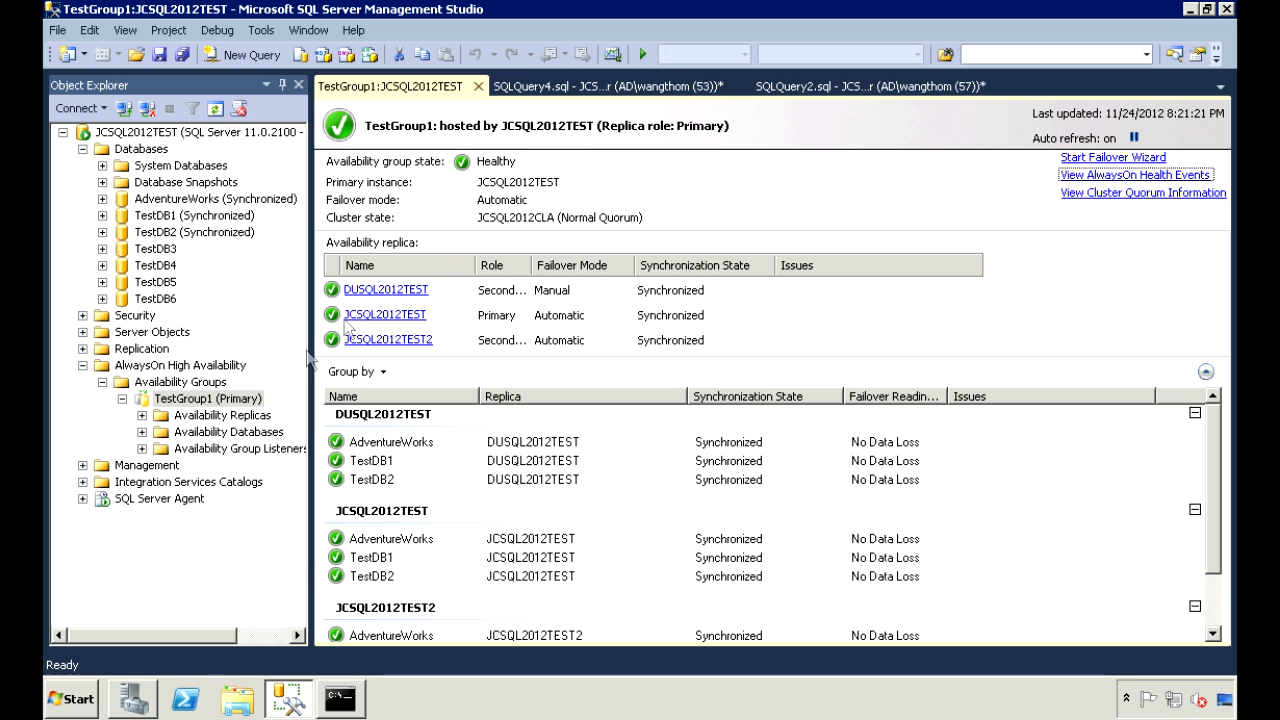 TestGroup1:JCSQL2012TEST - Microsoft SQL Server Management Studio
File Edit View Project Debug Tools Window Help
New Query
Object Explorer
TestGroup1:JCSQL2012TEST SQLQuery4.sql - JCS...r (AD\wangthom (53))* SQLQuery2.sql - JCS...r (AD\wangthom (57))*
Connect
JCSQL2012TEST (SQL Server 11.0.2100 -
Databases
System Databases
Database Snapshots
AdventureWorks (Synchronized)
TestDB1 (Synchronized)
TestDB2 (Synchronized)
TestDB3
TestDB4
TestDB5
TestDB6
Security
Server Objects
Replication
AlwaysOn High Availability
Availability Groups
TestGroup1 (Primary)
Availability Replicas
Availability Databases
Availability Group Listeners
Management
Integration Services Catalogs
SQL Server Agent
TestGroup1: hosted by JCSQL2012TEST (Replica role: Primary)
Last updated: 11/24/2012 8:21:21 PM
Auto refresh: on
Availability group state: Healthy
Primary instance: JCSQL2012TEST
Failover mode: Automatic
Cluster state: JCSQL2012CLA (Normal Quorum)
Start Failover Wizard
View AlwaysOn Health Events
View Cluster Quorum Information
Availability replica:
Name Role Failover Mode Synchronization State Issues
DUSQL2012TEST Second... Manual Synchronized
JCSQL2012TEST Primary Automatic Synchronized
JCSQL2012TEST2 Second... Automatic Synchronized
Group by
Name Replica Synchronization State Failover Readin... Issues
DUSQL2012TEST
AdventureWorks DUSQL2012TEST Synchronized No Data Loss
TestDB1 DUSQL2012TEST Synchronized No Data Loss
TestDB2 DUSQL2012TEST Synchronized No Data Loss
JCSQL2012TEST
AdventureWorks JCSQL2012TEST Synchronized No Data Loss
TestDB1 JCSQL2012TEST Synchronized No Data Loss
TestDB2 JCSQL2012TEST Synchronized No Data Loss
JCSQL2012TEST2
AdventureWorks JCSQL2012TEST2 Synchronized No Data Loss
Ready
Start